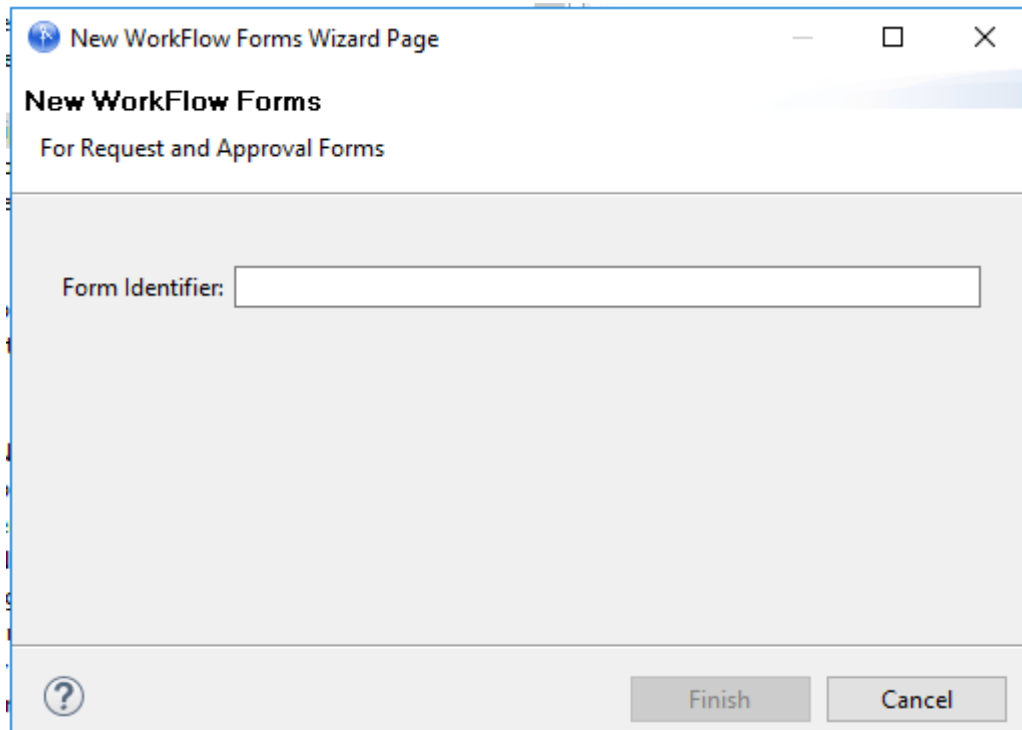 New WorkFlow Forms Wizard Page
New WorkFlow Forms
For Request and Approval Forms
Form Identifier:
?
Finish
Cancel